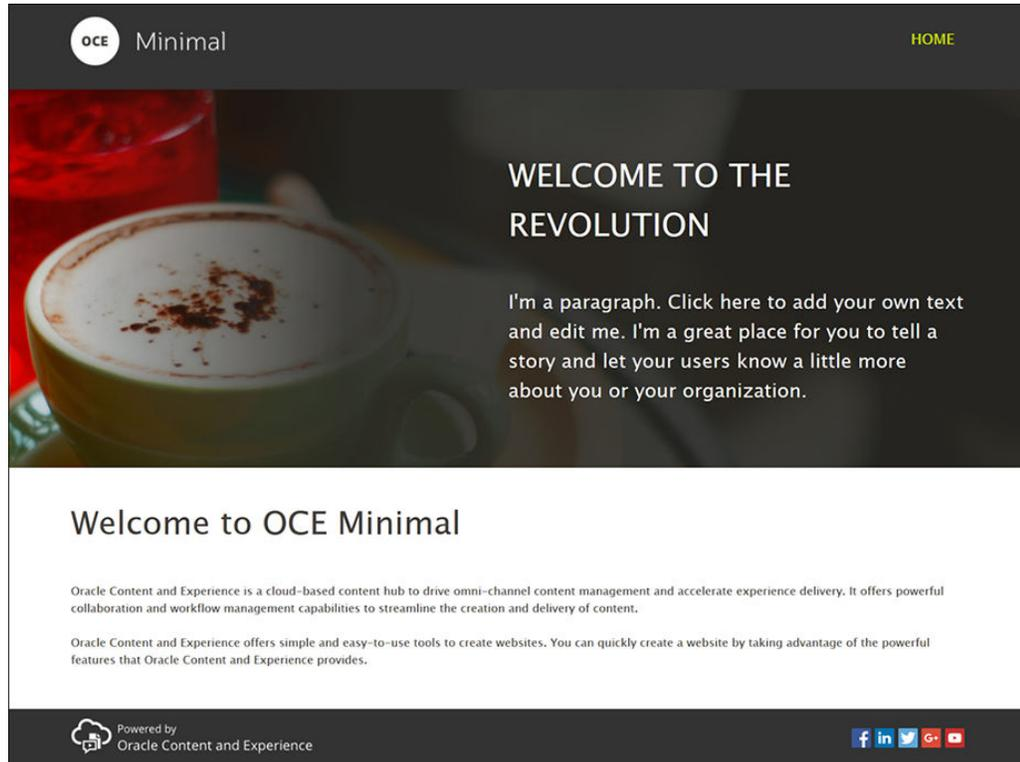 OCE Minimal
HOME
WELCOME TO THE
REVOLUTION
I'm a paragraph. Click here to add your own text
and edit me. I'm a great place for you to tell a
story and let your users know a little more
about you or your organization.
Welcome to OCE Minimal
Oracle Content and Experience is a cloud-based content hub to drive omni-channel content management and accelerate experience delivery. It offers powerful
collaboration and workflow management capabilities to streamline the creation and delivery of content.
Oracle Content and Experience offers simple and easy-to-use tools to create websites. You can quickly create a website by taking advantage of the powerful
features that Oracle Content and Experience provides.
Powered by
Oracle Content and Experience
f in G+